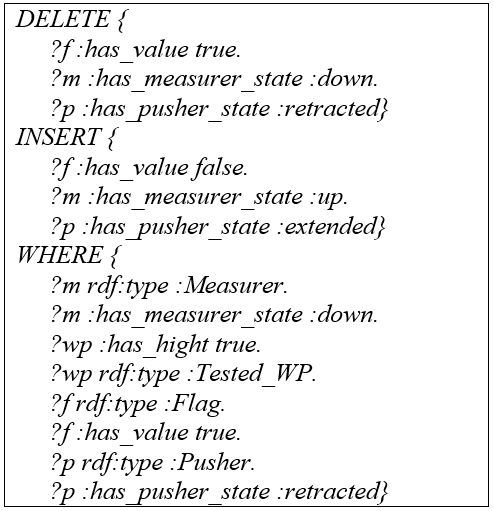 DELETE {
?f :has_value true.
?m :has_measurer_state :down.
?p :has_pusher_state :retracted}
INSERT {
?f :has_value false.
?m :has_measurer_state :up.
?p :has_pusher_state :extended}
WHERE {
?m rdf:type :Measurer.
?m :has_measurer_state :down.
?wp :has_hight true.
?wp rdf:type :Tested_WP.
?f rdf:type :Flag.
?f :has_value true.
?p rdf:type :Pusher.
?p :has_pusher_state :retracted}